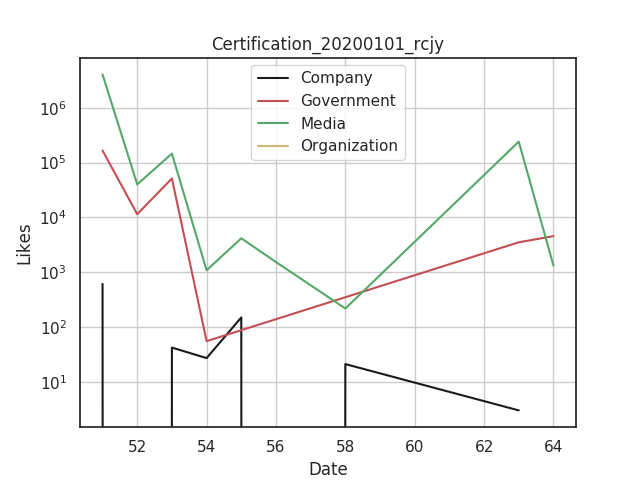 Certification_20200101_rcjy
Company
Government
Media
Organization
Likes
10^6
10^5
10^4
10^3
10^2
10^1
52 54 56 58 60 62 64
Date